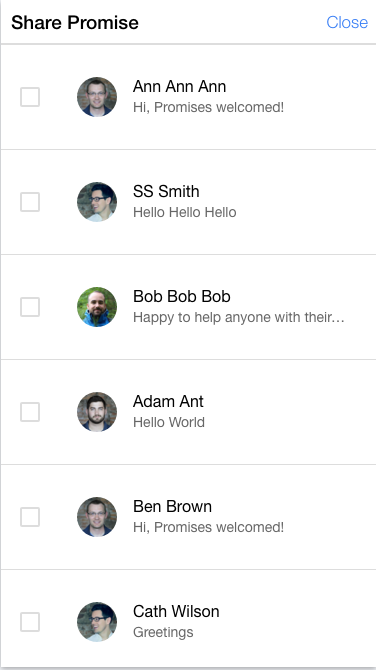 Share Promise Close
Ann Ann Ann
Hi, Promises welcomed!
SS Smith
Hello Hello Hello
Bob Bob Bob
Happy to help anyone with their…
Adam Ant
Hello World
Ben Brown
Hi, Promises welcomed!
Cath Wilson
Greetings